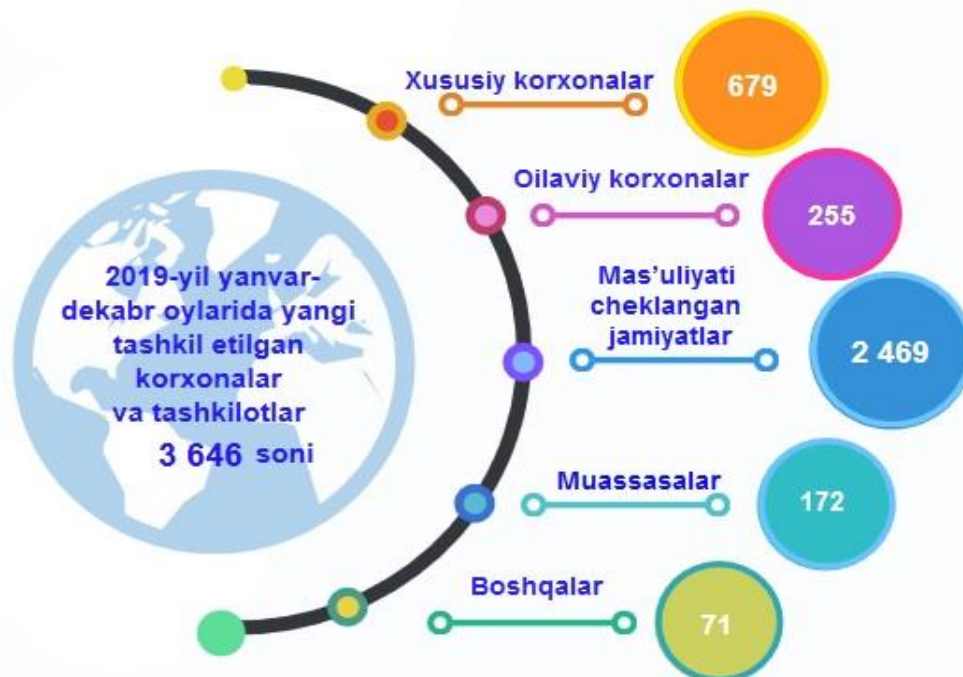 2019-yil yanvar-
dekabr oylarida yangi
tashkil etilgan
korxonalar
va tashkilotlar
3 646 soni
Xususiy korxonalar
679
Oilaviy korxonalar
255
Mas’uliyati
cheklangan
jamiyatlar
2 469
Muassasalar
172
Boshqalar
71